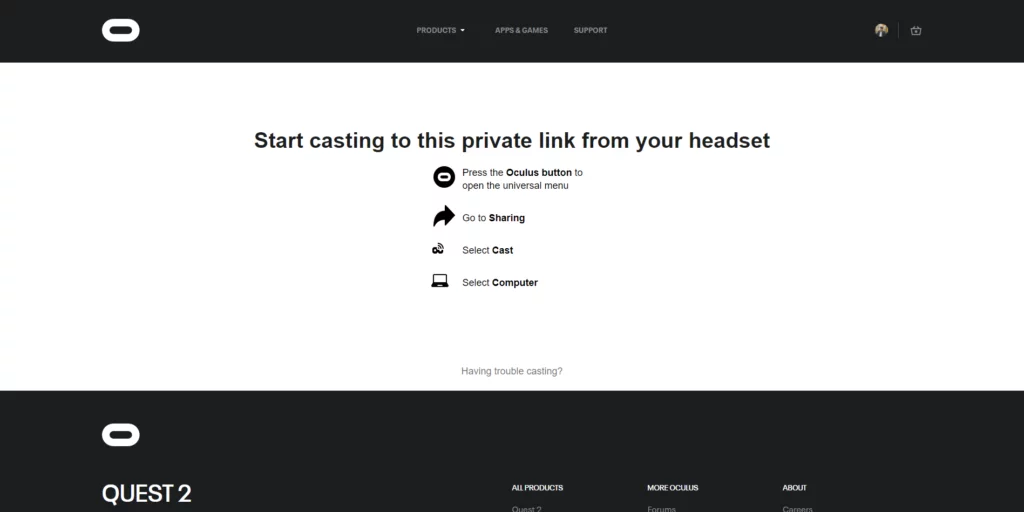 PRODUCTS
APPS & GAMES
SUPPORT
Start casting to this private link from your headset
Press the Oculus button to
open the universal menu
Go to Sharing
Select Cast
Select Computer
Having trouble casting?
QUEST 2
ALL PRODUCTS
MORE OCULUS
ABOUT
Quest 2
Forums
Careers